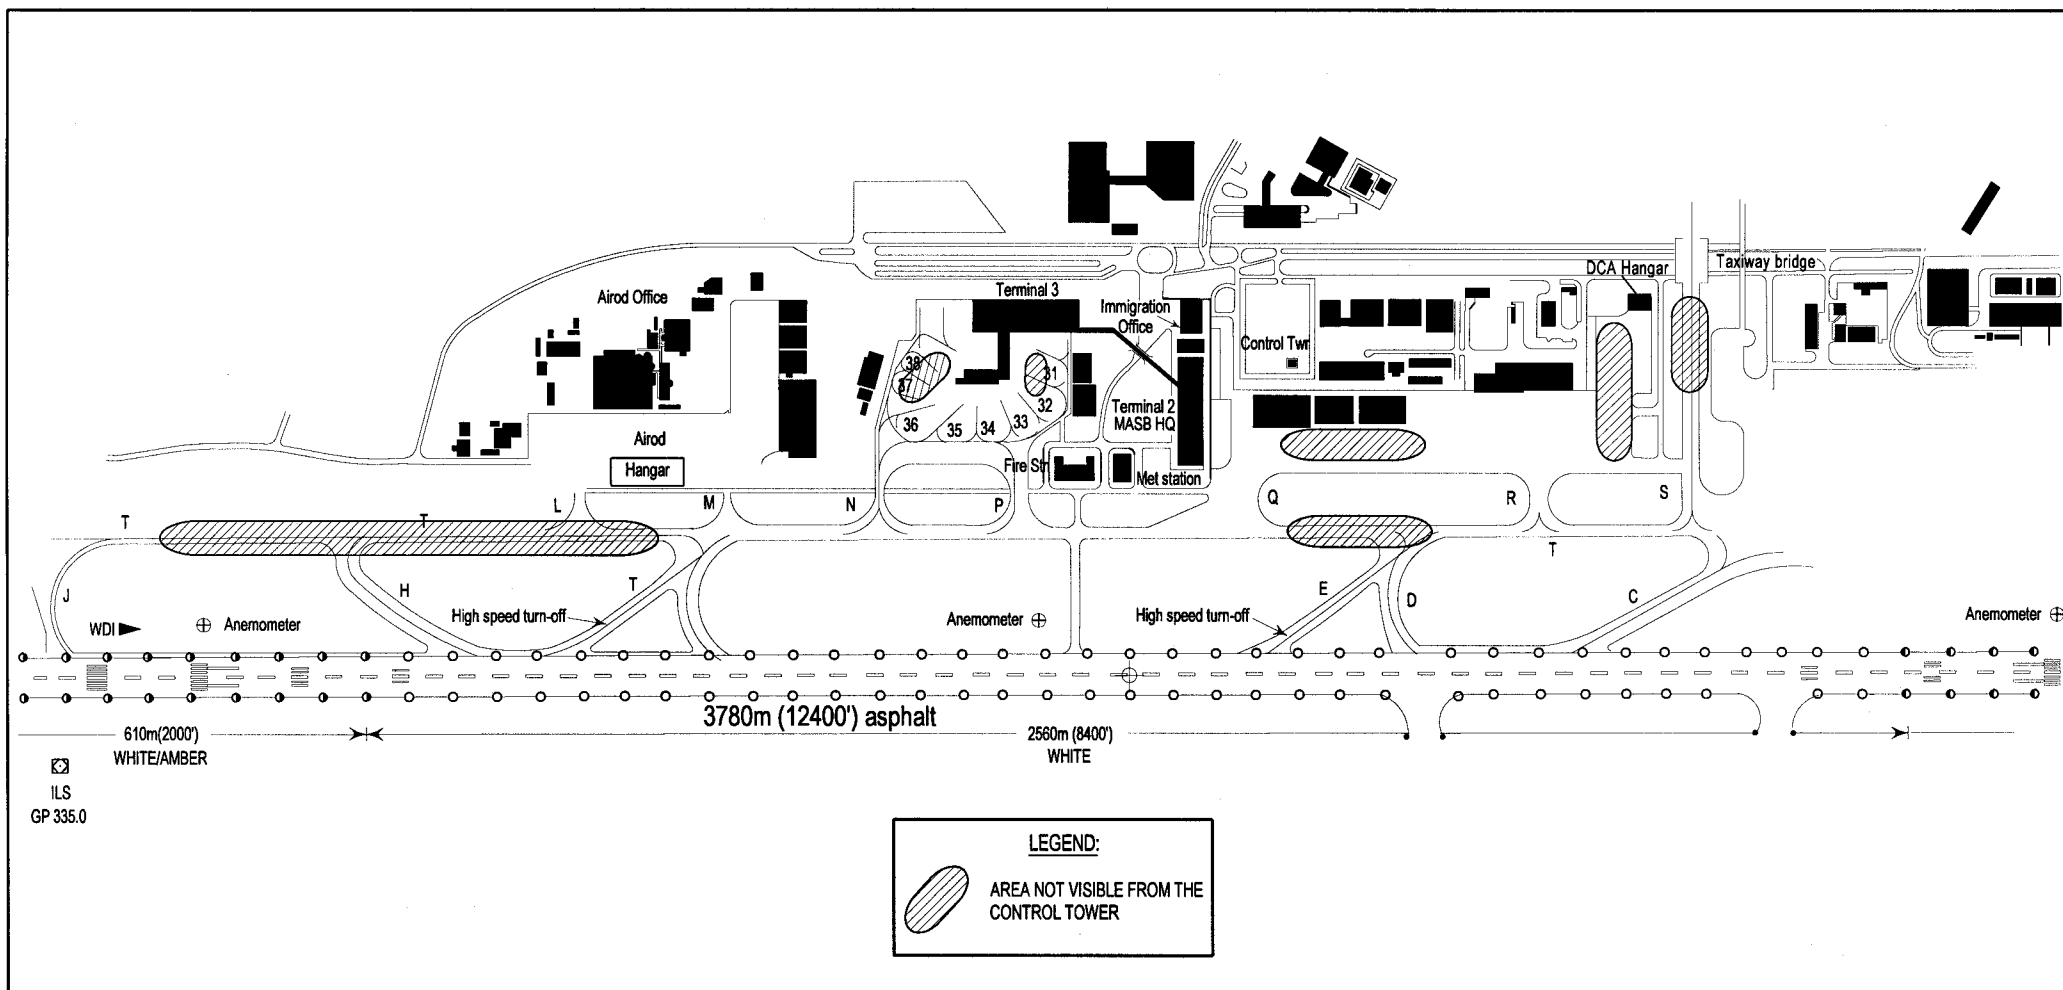 DCA Hangar
Taxiway bridge
Airod Office
Terminal 3
Immigration
Office
Control Twr
38
37
31
32
33
34
35
36
Terminal 2
MASB HQ
Airod
Hangar
Fire Stn
Met station
L
M
N
P
Q
R
S
T
T
T
T
J
H
E
D
C
High speed turn-off
High speed turn-off
WDI
Anemometer
Anemometer
Anemometer
3780m (12400') asphalt
610m(2000')
WHITE/AMBER
2560m (8400')
WHITE
ILS
GP 335.0
LEGEND:
AREA NOT VISIBLE FROM THE
CONTROL TOWER